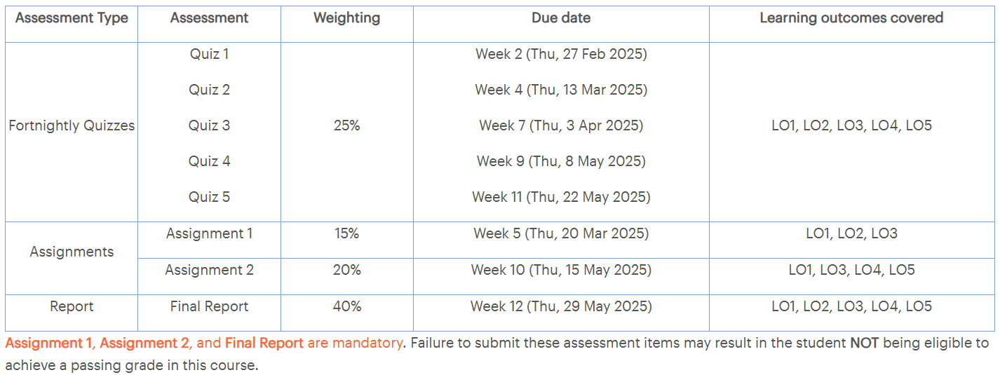 Assessment Type Assessment Weighting Due date Learning outcomes covered
Quiz 1 Week 2 (Thu, 27 Feb 2025)
Quiz 2 Week 4 (Thu, 13 Mar 2025)
Fortnightly Quizzes Quiz 3 25% Week 7 (Thu, 3 Apr 2025) LO1, LO2, LO3, LO4, LO5
Quiz 4 Week 9 (Thu, 8 May 2025)
Quiz 5 Week 11 (Thu, 22 May 2025)
Assignments
Assignment 1 15% Week 5 (Thu, 20 Mar 2025) LO1, LO2, LO3
Assignment 2 20% Week 10 (Thu, 15 May 2025) LO1, LO3, LO4, LO5
Report Final Report 40% Week 12 (Thu, 29 May 2025) LO1, LO2, LO3, LO4, LO5
Assignment 1, Assignment 2, and Final Report are mandatory. Failure to submit these assessment items may result in the student NOT being eligible to
achieve a passing grade in this course.